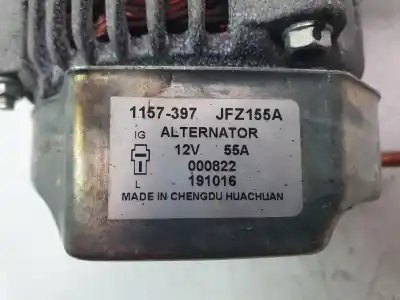 1157-397 JFZ155A
IG ALTERNATOR
12V 55A
000822
L 191016
MADE IN CHENGDU HUACHUAN